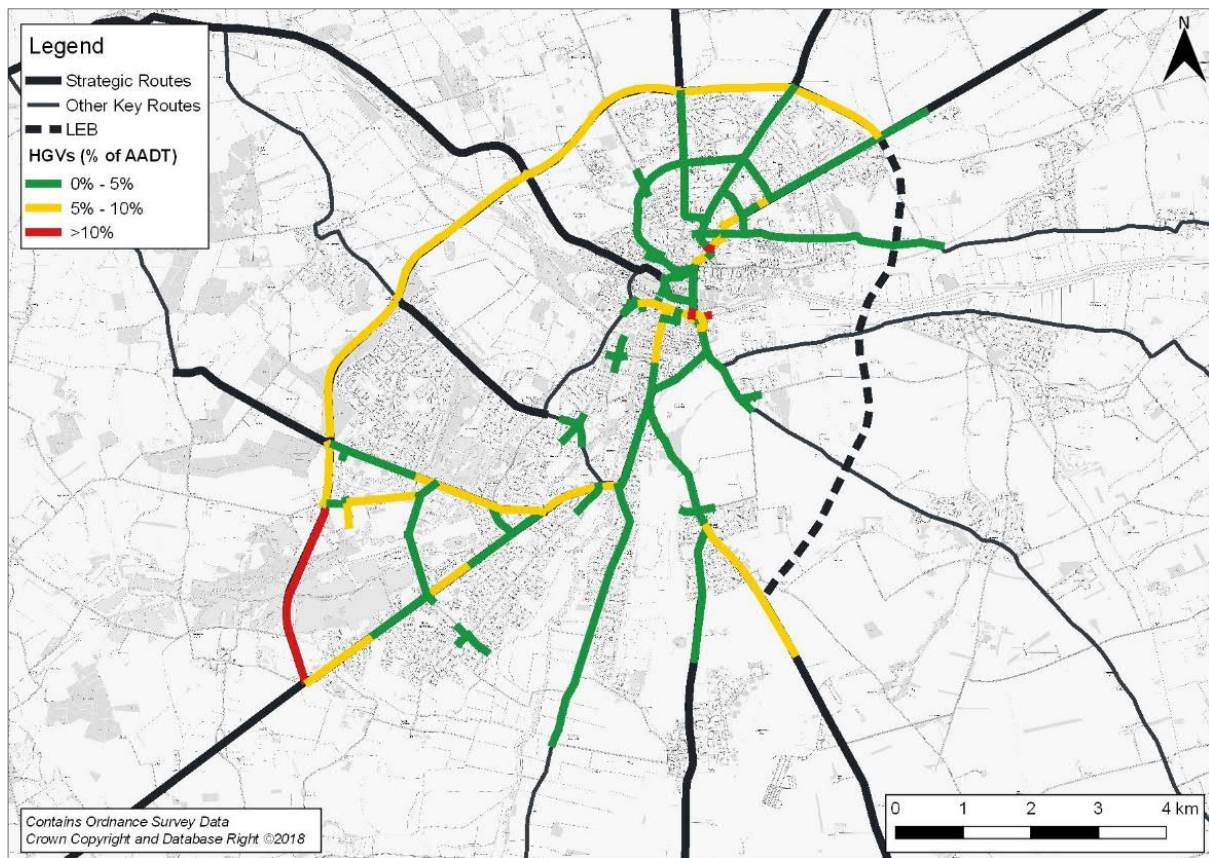 Legend
Strategic Routes
Other Key Routes
LEB
HGVs (% of AADT)
0% - 5%
5% - 10%
>10%
N
Contains Ordnance Survey Data
Crown Copyright and Database Right ©2018
0 1 2 3 4 km